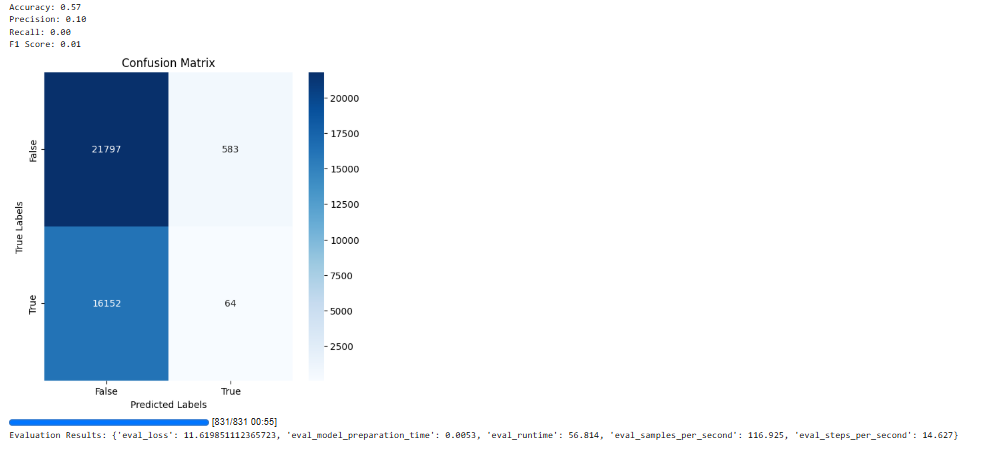 Accuracy: 0.57
Precision: 0.10
Recall: 0.00
F1 Score: 0.01
Confusion Matrix
False
21797
583
True
16152
64
True Labels
False
True
Predicted Labels
20000
17500
15000
12500
10000
7500
5000
2500
[831/831 00:55]
Evaluation Results: {'eval_loss': 11.619851112365723, 'eval_model_preparation_time': 0.0053, 'eval_runtime': 56.814, 'eval_samples_per_second': 116.925, 'eval_steps_per_second': 14.627}